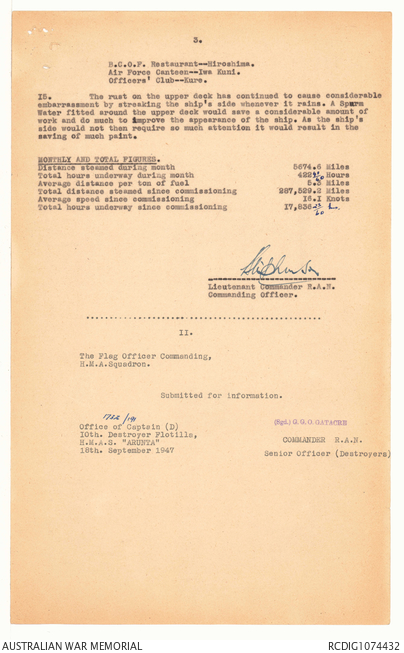 3.
B.C.O.F. Restaurant--Hiroshima.
Air Force Canteen--Iwa Kuni.
Officers' Club--Kure.
I5. The rust on the upper deck has continued to cause considerable
embarrassment by streaking the ship's side whenever it rains. A Spurn
Water fitted around the upper deck would save a considerable amount of
work and do much to improve the appearance of the ship. As the ship's
side would not then require so much attention it would result in the
saving of much paint.
MONTHLY AND TOTAL FIGURES.
Distance steamed during month 5674.6 Miles
Total hours underway during month 422 Hours
Average distance per ton of fuel 5.3 Miles
Total distance steamed since commissioning 287,529.2 Miles
Average speed since commissioning I6.I Knots
Total hours underway since commissioning I7,836
Stephenson
Lieutenant Commander R.A.N.
Commanding Officer.
II.
The Flag Officer Commanding,
H.M.A.Squadron.
Submitted for information.
Office of Captain (D)
I0th. Destroyer Flotilla,
H.M.A.S. "ARUNTA"
I8th. September I947
(Sgd.) G. G. O. GATACRE
COMMANDER R.A.N.
Senior Officer (Destroyers)
AUSTRALIAN WAR MEMORIAL
RCDIG1074432